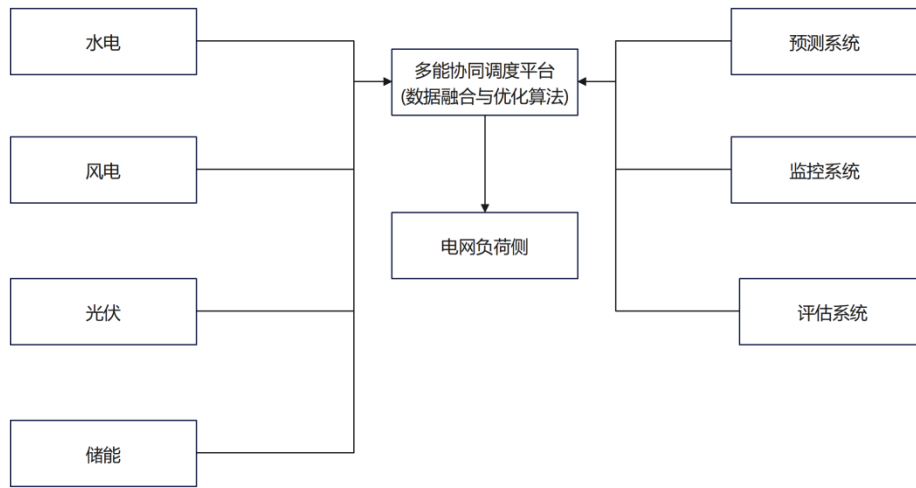 水电
风电
光伏
储能
多能协同调度平台
(数据融合与优化算法)
电网负荷侧
预测系统
监控系统
评估系统